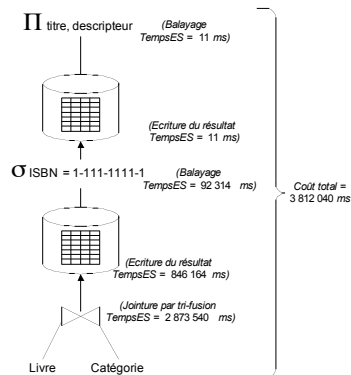 Π titre, descripteur
(Balayage
TempsES = 11 ms)
(Ecriture du résultat
TempsES = 11 ms)
σ ISBN = 1-111-1111-1
(Balayage
TempsES = 92 314 ms)
Coût total =
3 812 040 ms
(Ecriture du résultat
TempsES = 846 164 ms)
(Jointure par tri-fusion
TempsES = 2 873 540 ms)
Livre
Catégorie